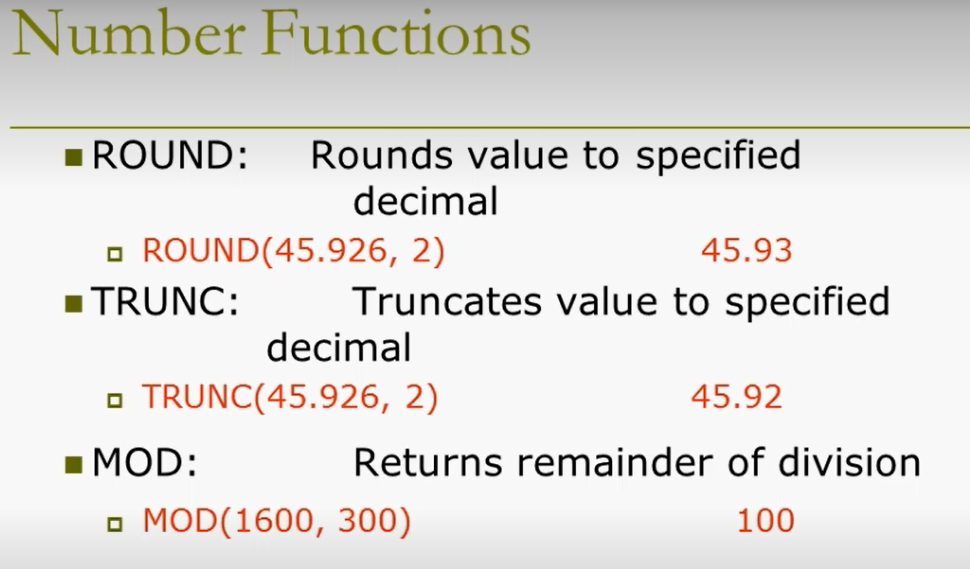 Number Functions
ROUND: Rounds value to specified
decimal
ROUND(45.926, 2) 45.93
TRUNC: Truncates value to specified
decimal
TRUNC(45.926, 2) 45.92
MOD: Returns remainder of division
MOD(1600, 300) 100